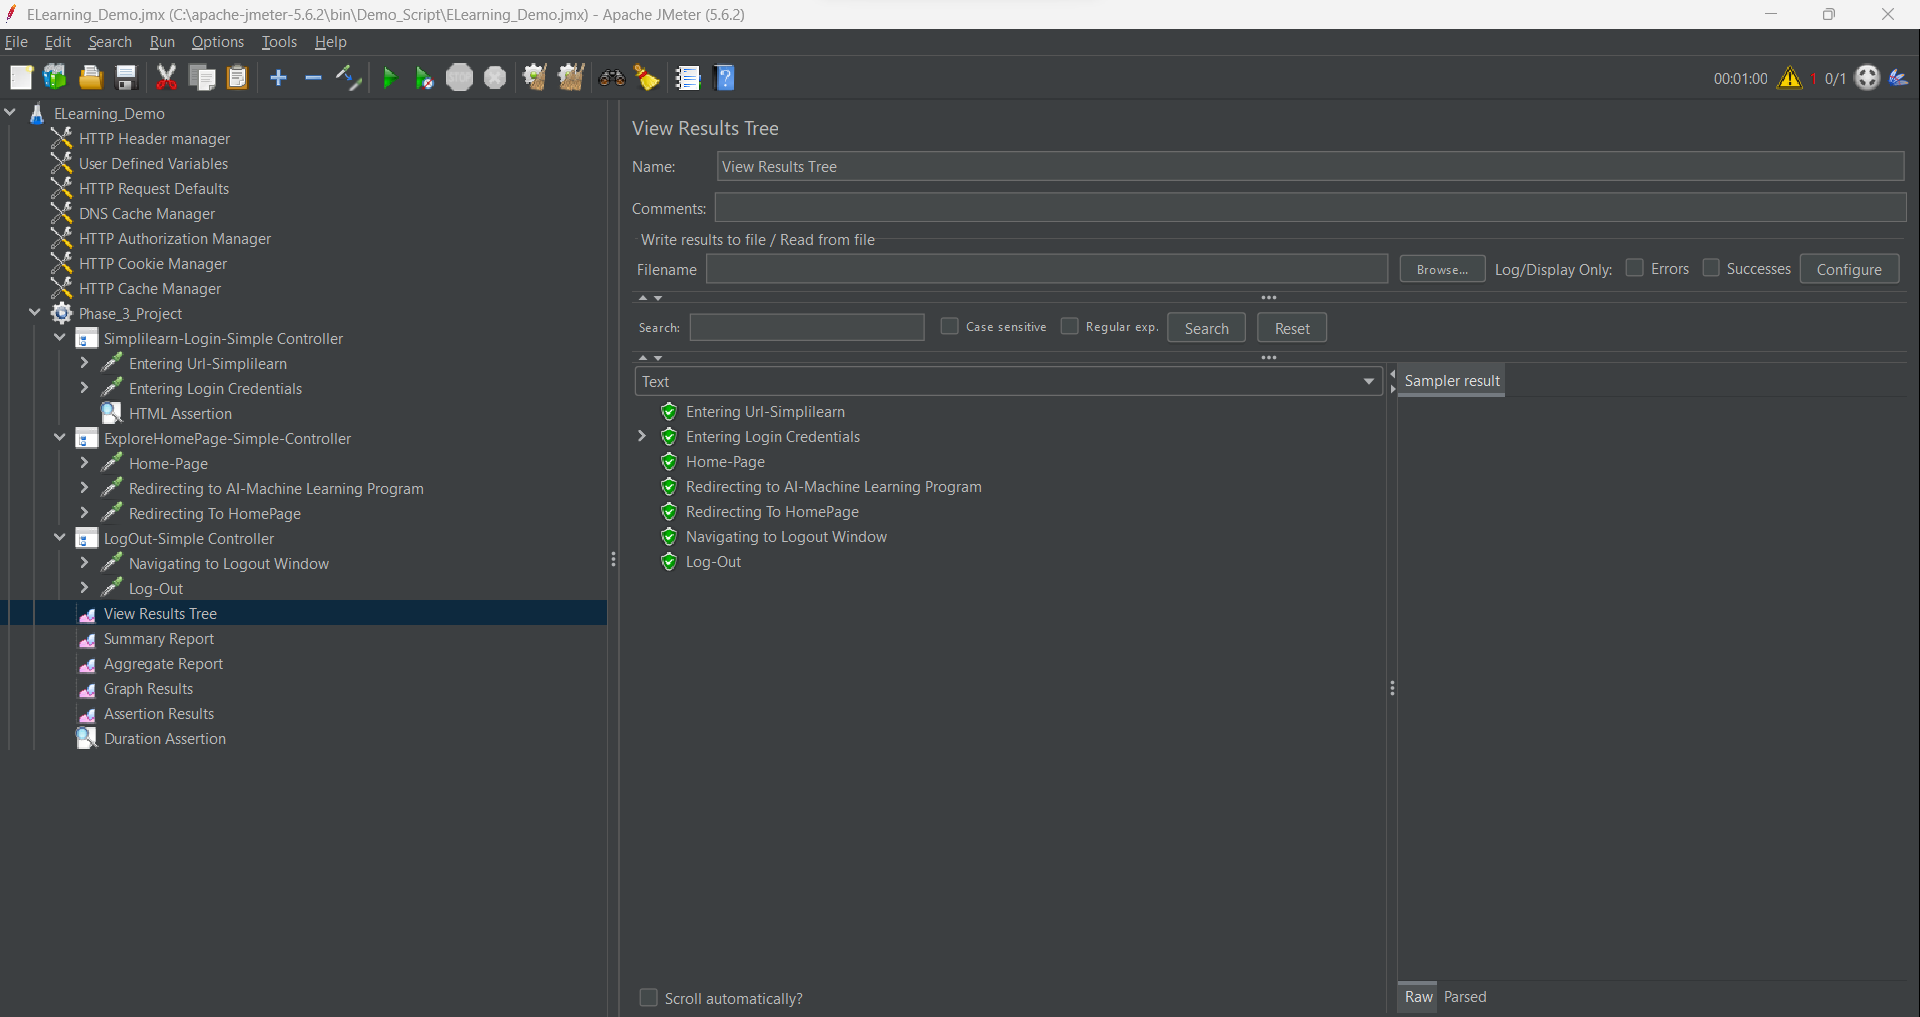 ELearning_Demo.jmx (C:\apache-jmeter-5.6.2\bin\Demo_Script\ELearning_Demo.jmx) - Apache JMeter (5.6.2)
File Edit Search Run Options Tools Help
STOP
?
00:01:00 1 0/1
ELearning_Demo
HTTP Header manager
User Defined Variables
HTTP Request Defaults
DNS Cache Manager
HTTP Authorization Manager
HTTP Cookie Manager
HTTP Cache Manager
Phase_3_Project
Simplilearn-Login-Simple Controller
Entering Url-Simplilearn
Entering Login Credentials
HTML Assertion
ExploreHomePage-Simple-Controller
Home-Page
Redirecting to AI-Machine Learning Program
Redirecting To HomePage
LogOut-Simple Controller
Navigating to Logout Window
Log-Out
View Results Tree
Summary Report
Aggregate Report
Graph Results
Assertion Results
Duration Assertion
View Results Tree
Name: View Results Tree
Comments:
Write results to file / Read from file
Filename Browse... Log/Display Only: Errors Successes Configure
Search: Case sensitive Regular exp. Search Reset
Text
Entering Url-Simplilearn
Entering Login Credentials
Home-Page
Redirecting to AI-Machine Learning Program
Redirecting To HomePage
Navigating to Logout Window
Log-Out
Scroll automatically?
Sampler result
Raw Parsed